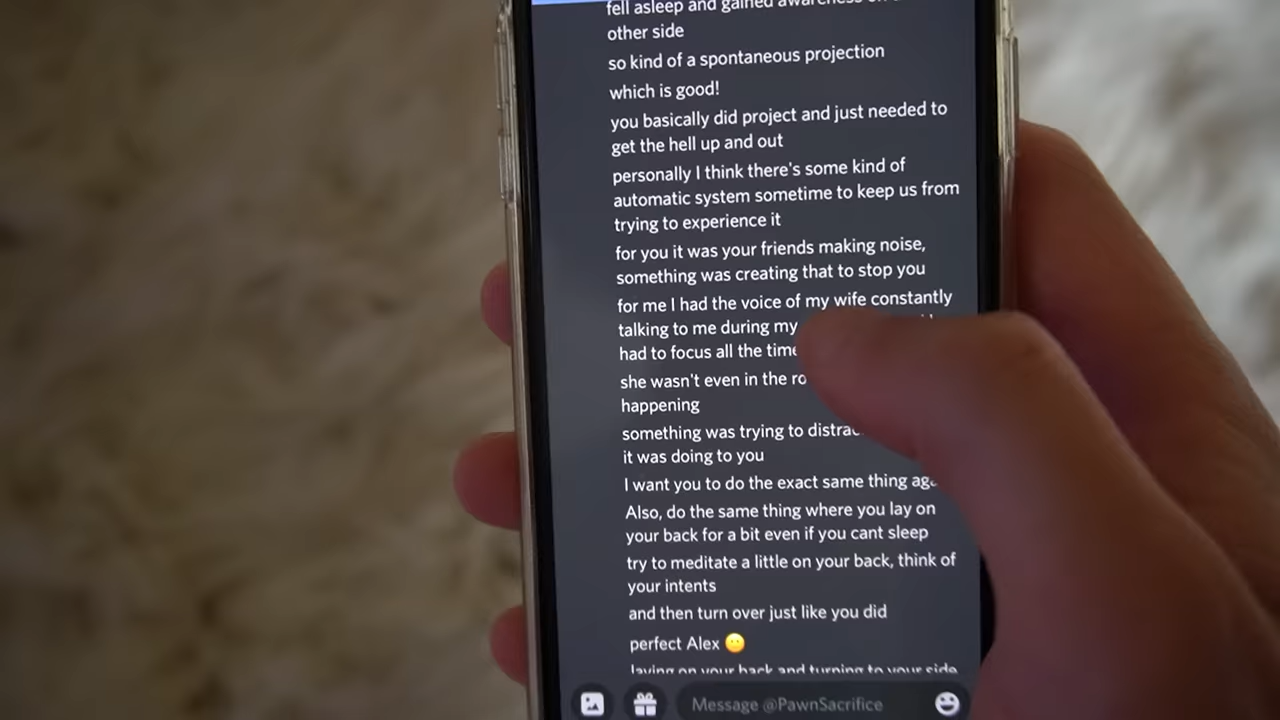 fell asleep and gained awareness on
other side
so kind of a spontaneous projection
which is good!
you basically did project and just needed to
get the hell up and out
personally I think there's some kind of
automatic system sometime to keep us from
trying to experience it
for you it was your friends making noise,
something was creating that to stop you
for me I had the voice of my wife constantly
talking to me during my
had to focus all the time
she wasn't even in the
happening
something was trying to
it was doing to you
I want you to do the exact same thing
Also, do the same thing where you lay on
your back for a bit even if you cant sleep
try to meditate a little on your back, think of
your intents
and then turn over just like you did
perfect Alex 🙂
laying on your back and turning to your side
Message @PawnSacrifice